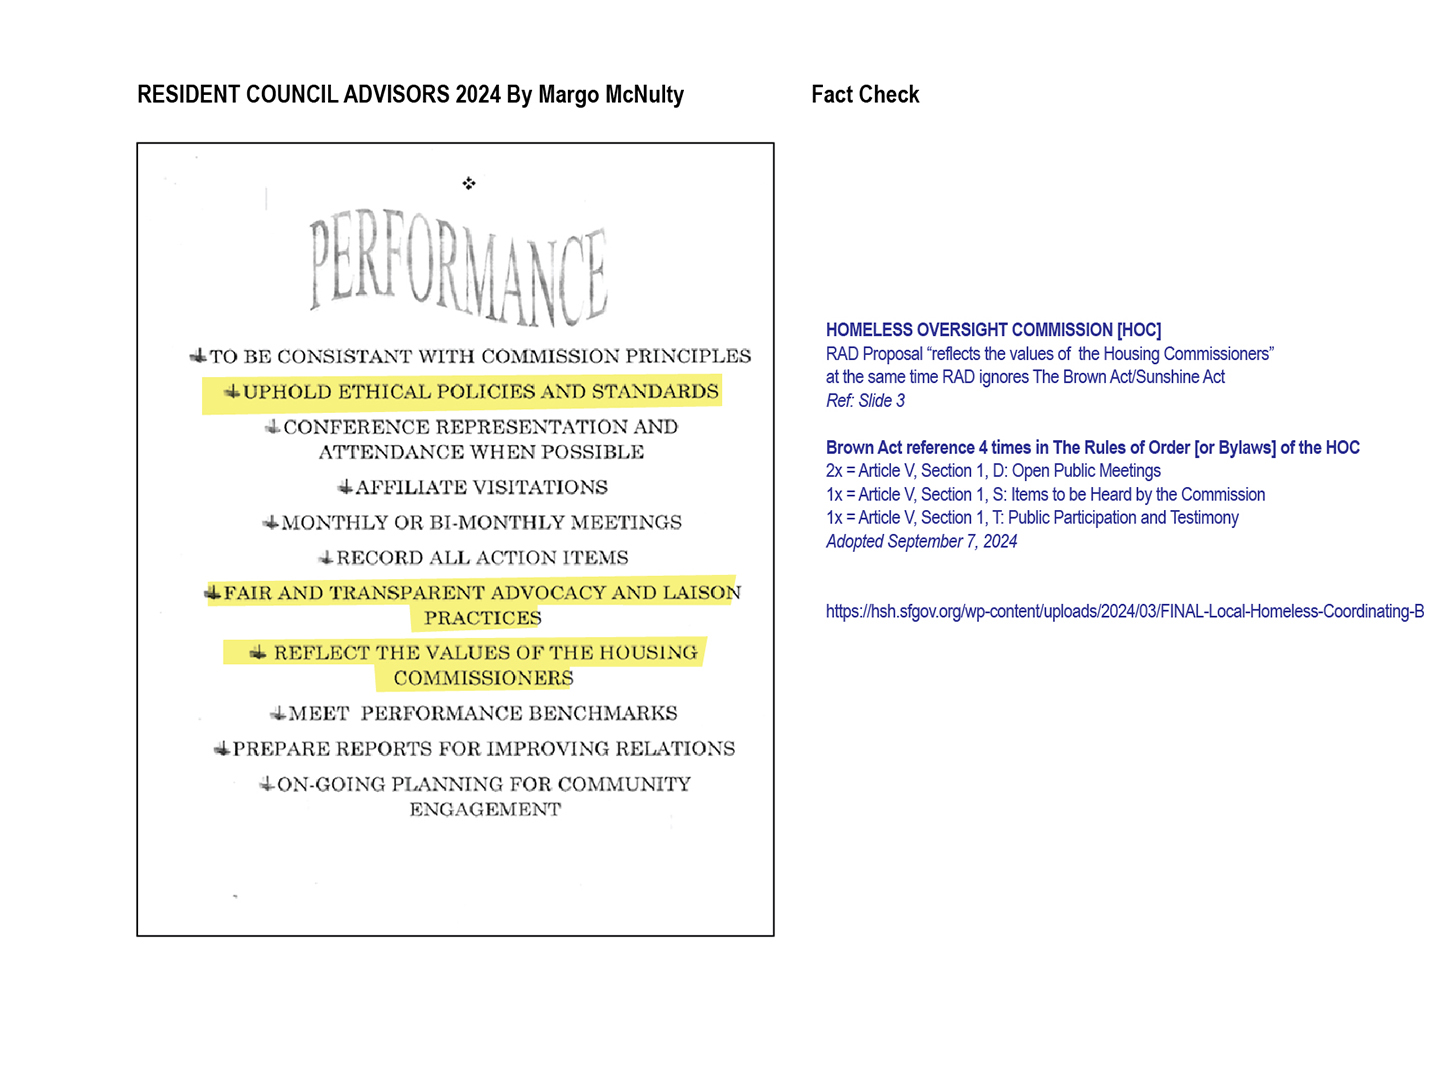 RESIDENT COUNCIL ADVISORS 2024 By Margo McNulty
Fact Check
PERFORMANCE
TO BE CONSISTANT WITH COMMISSION PRINCIPLES
UPHOLD ETHICAL POLICIES AND STANDARDS
CONFERENCE REPRESENTATION AND
ATTENDANCE WHEN POSSIBLE
AFFILIATE VISITATIONS
MONTHLY OR BI-MONTHLY MEETINGS
RECORD ALL ACTION ITEMS
FAIR AND TRANSPARENT ADVOCACY AND LAISON
PRACTICES
REFLECT THE VALUES OF THE HOUSING
COMMISSIONERS
MEET PERFORMANCE BENCHMARKS
PREPARE REPORTS FOR IMPROVING RELATIONS
ON-GOING PLANNING FOR COMMUNITY
ENGAGEMENT
HOMELESS OVERSIGHT COMMISSION [HOC]
RAD Proposal “reflects the values of the Housing Commissioners”
at the same time RAD ignores The Brown Act/Sunshine Act
Ref: Slide 3
Brown Act reference 4 times in The Rules of Order [or Bylaws] of the HOC
2x = Article V, Section 1, D: Open Public Meetings
1x = Article V, Section 1, S: Items to be Heard by the Commission
1x = Article V, Section 1, T: Public Participation and Testimony
Adopted September 7, 2024
https://hsh.sfgov.org/wp-content/uploads/2024/03/FINAL-Local-Homeless-Coordinating-B